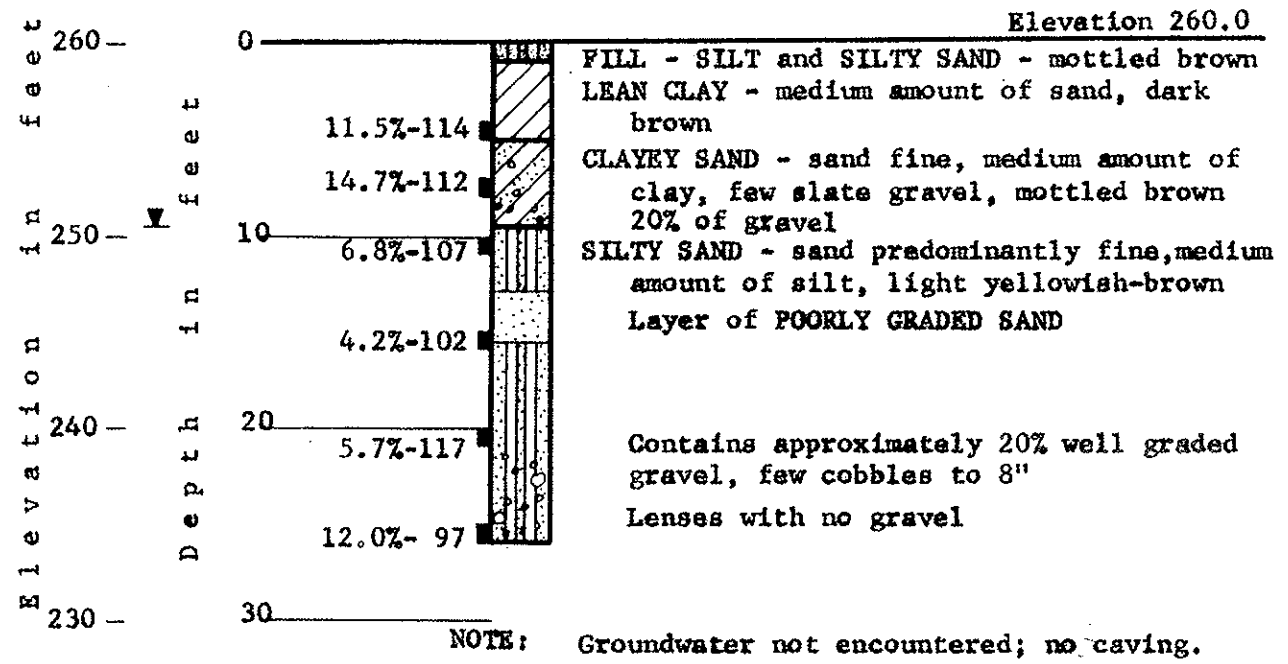 Elevation 260.0
Elevation in feet
Depth in feet
260
0
FILL - SILT and SILTY SAND - mottled brown
LEAN CLAY - medium amount of sand, dark
brown
11.5%-114
CLAYEY SAND - sand fine, medium amount of
clay, few slate gravel, mottled brown
20% of gravel
14.7%-112
250
10
6.8%-107
SILTY SAND - sand predominantly fine,medium
amount of silt, light yellowish-brown
Layer of POORLY GRADED SAND
4.2%-102
240
20
5.7%-117
Contains approximately 20% well graded
gravel, few cobbles to 8"
Lenses with no gravel
12.0%- 97
230
30
NOTE: Groundwater not encountered; no caving.